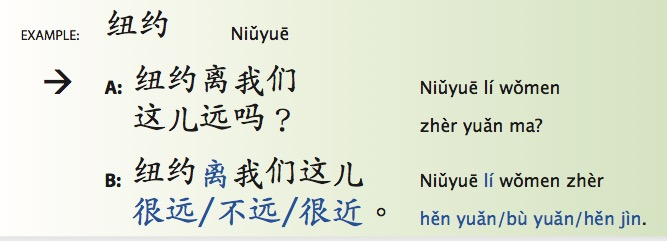 EXAMPLE: 纽约 Niǔyuē
→ A: 纽约离我们 Niǔyuē lí wǒmen
这儿远吗？ zhèr yuǎn ma?
B: 纽约离我们这儿 Niǔyuē lí wǒmen zhèr
很远/不远/很近。 hěn yuǎn/bù yuǎn/hěn jìn.